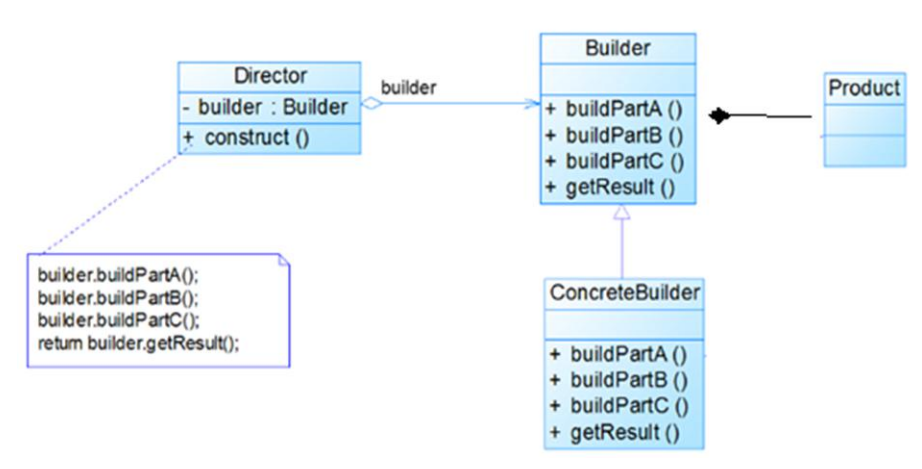 Director
- builder : Builder
+ construct ()
builder
Builder
+ buildPartA ()
+ buildPartB ()
+ buildPartC ()
+ getResult ()
Product
builder.buildPartA();
builder.buildPartB();
builder.buildPartC();
return builder.getResult();
ConcreteBuilder
+ buildPartA ()
+ buildPartB ()
+ buildPartC ()
+ getResult ()